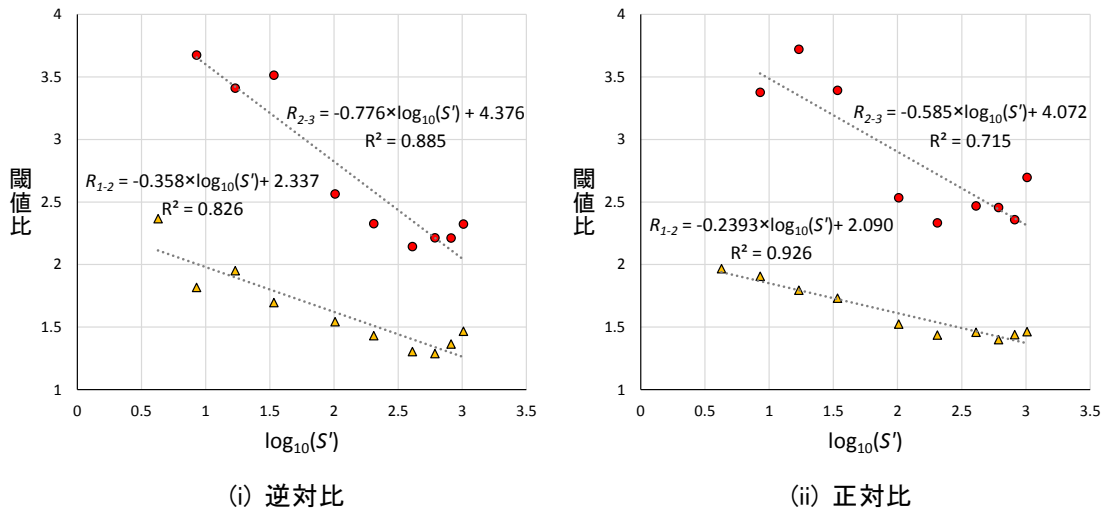 4
3.5
3
2.5
2
1.5
1
0
0.5
1
1.5
2
2.5
3
3.5
閾値比
R2-3 = -0.776×log10(S′) + 4.376
R² = 0.885
R1-2 = -0.358×log10(S′)+ 2.337
R² = 0.826
log10(S′)
(i) 逆対比
4
3.5
3
2.5
2
1.5
1
0
0.5
1
1.5
2
2.5
3
3.5
閾値比
R2-3 = -0.585×log10(S′)+ 4.072
R² = 0.715
R1-2 = -0.2393×log10(S′)+ 2.090
R² = 0.926
log10(S′)
(ii) 正対比